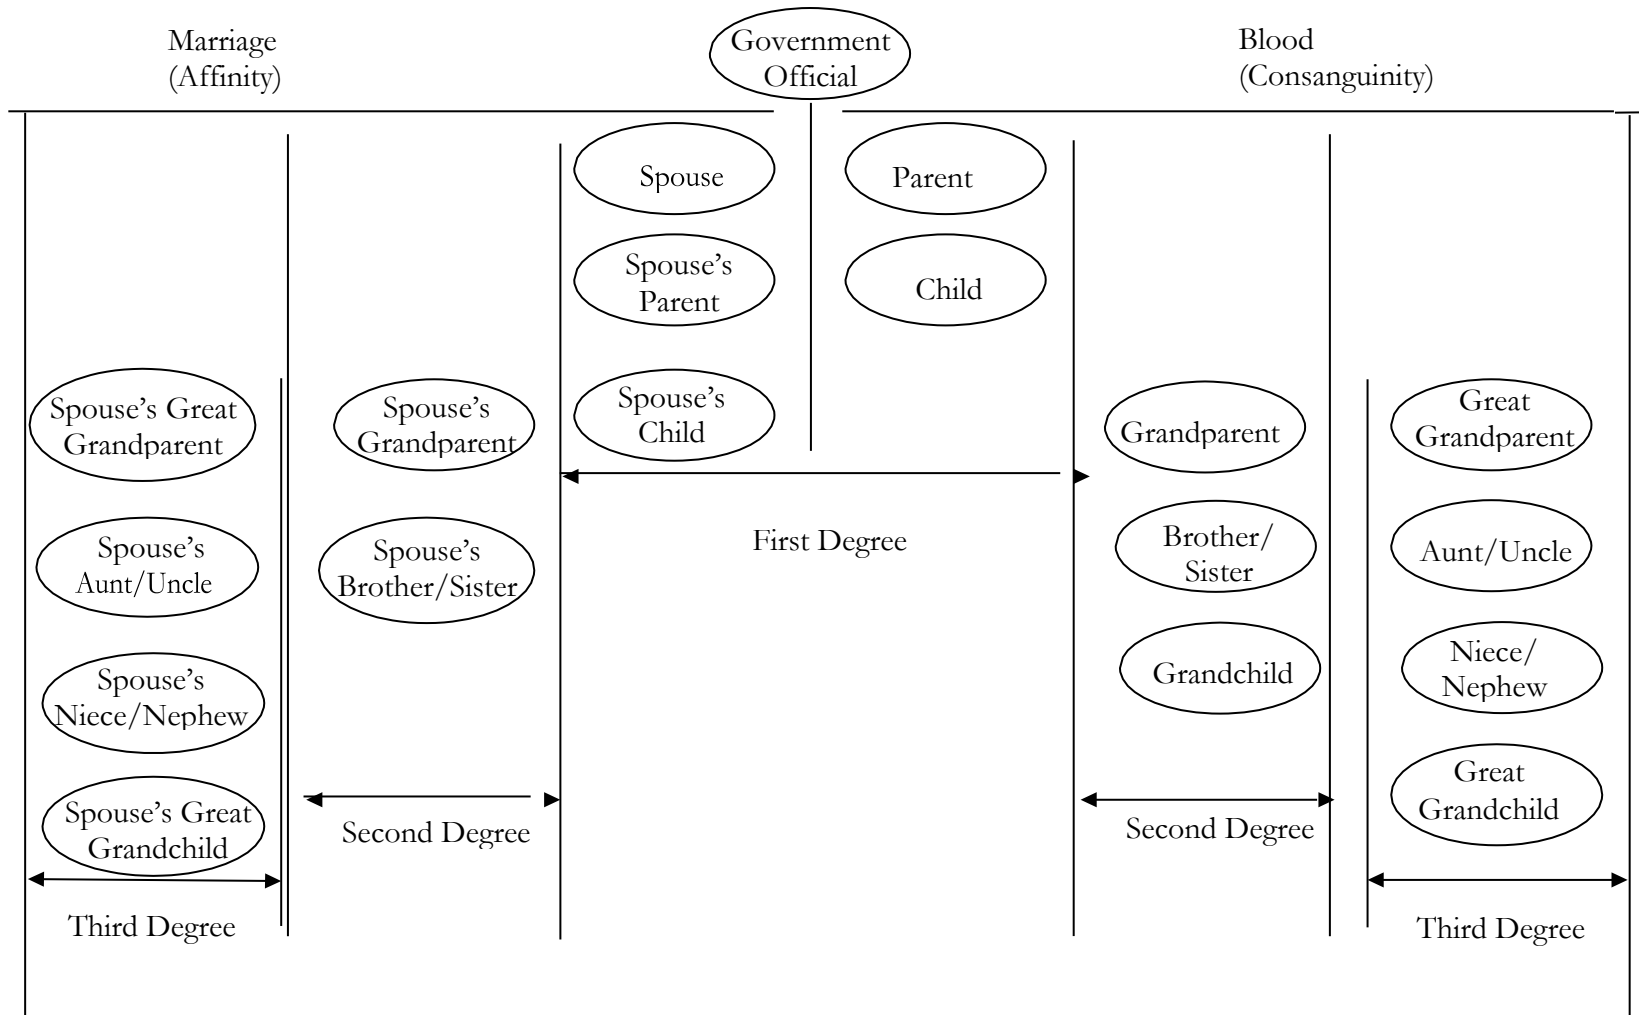 Marriage
(Affinity)
Government
Official
Blood
(Consanguinity)
Spouse
Parent
Spouse’s
Parent
Child
Spouse’s Great
Grandparent
Spouse’s
Grandparent
Spouse’s
Child
Grandparent
Great
Grandparent
First Degree
Spouse’s
Aunt/Uncle
Spouse’s
Brother/Sister
Brother/
Sister
Aunt/Uncle
Spouse’s
Niece/Nephew
Grandchild
Niece/
Nephew
Spouse’s Great
Grandchild
Second Degree
Second Degree
Great
Grandchild
Third Degree
Third Degree